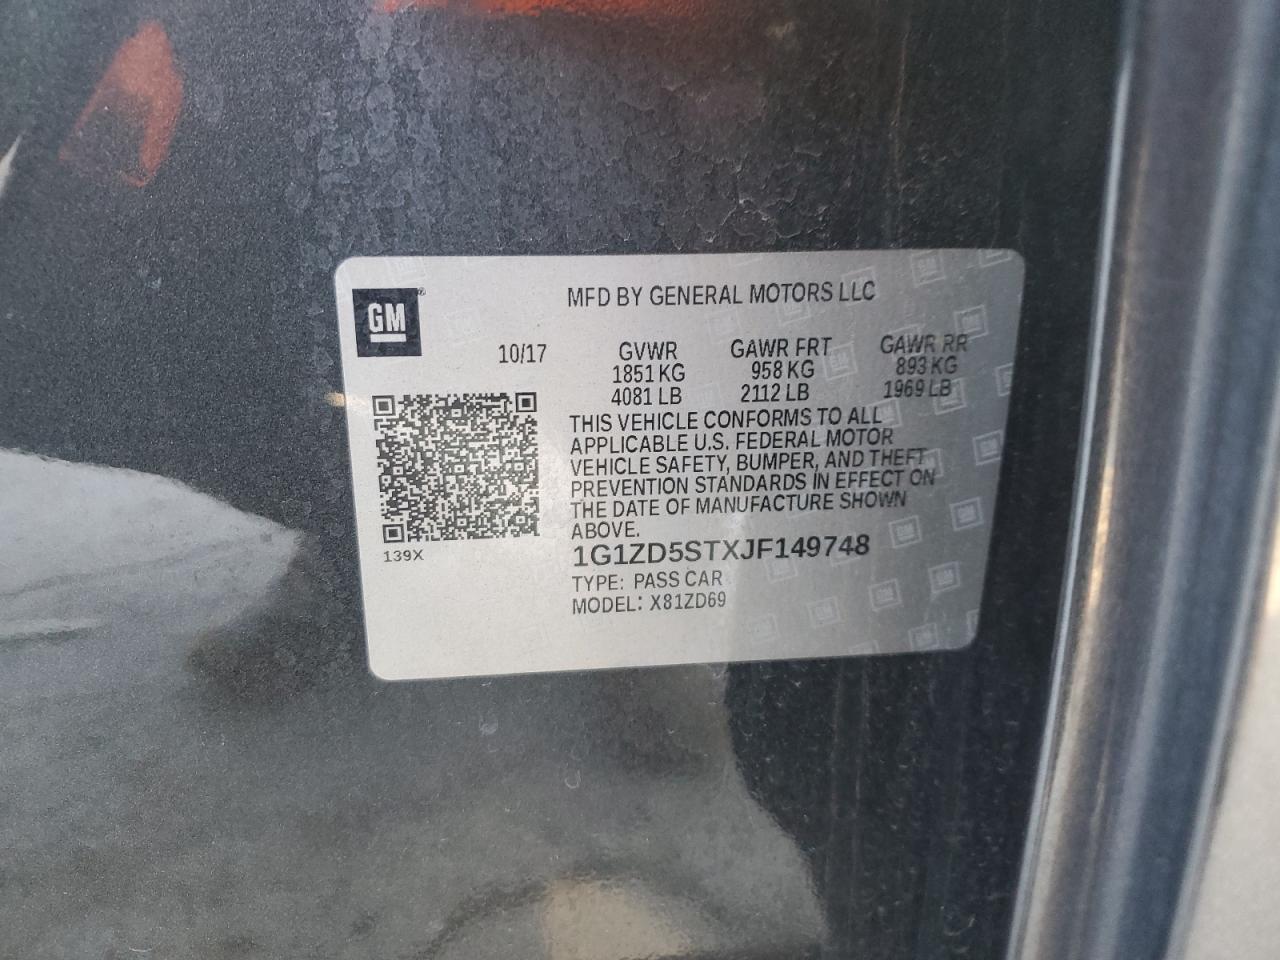 GM®
MFD BY GENERAL MOTORS LLC
10/17 GVWR GAWR FRT GAWR RR
1851 KG 958 KG 893 KG
4081 LB 2112 LB 1969 LB
THIS VEHICLE CONFORMS TO ALL
APPLICABLE U.S. FEDERAL MOTOR
VEHICLE SAFETY, BUMPER, AND THEFT
PREVENTION STANDARDS IN EFFECT ON
THE DATE OF MANUFACTURE SHOWN
ABOVE.
139X
1G1ZD5STXJF149748
TYPE: PASS CAR
MODEL: X81ZD69